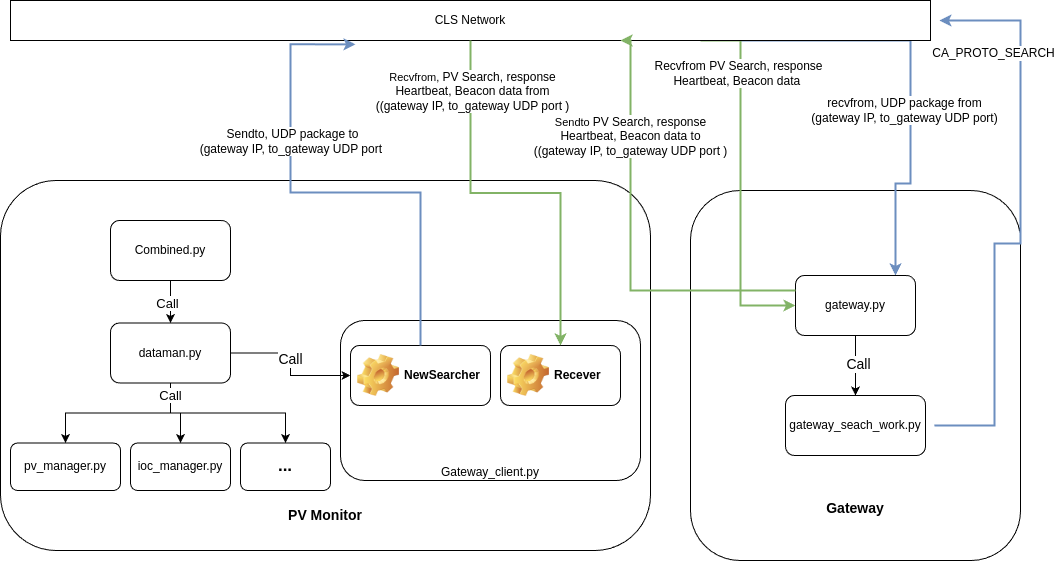 CLS Network
CA_PROTO_SEARCH
Recvfrom, PV Search, response
Heartbeat, Beacon data from
((gateway IP, to_gateway UDP port )
Recvfrom PV Search, response
Heartbeat, Beacon data
recvfrom, UDP package from
(gateway IP, to_gateway UDP port)
Sendto, UDP package to
(gateway IP, to_gateway UDP port
Sendto PV Search, response
Heartbeat, Beacon data to
((gateway IP, to_gateway UDP port )
Combined.py
Call
dataman.py
Call
Call
pv_manager.py
ioc_manager.py
...
NewSearcher
Recever
Gateway_client.py
PV Monitor
gateway.py
Call
gateway_seach_work.py
Gateway